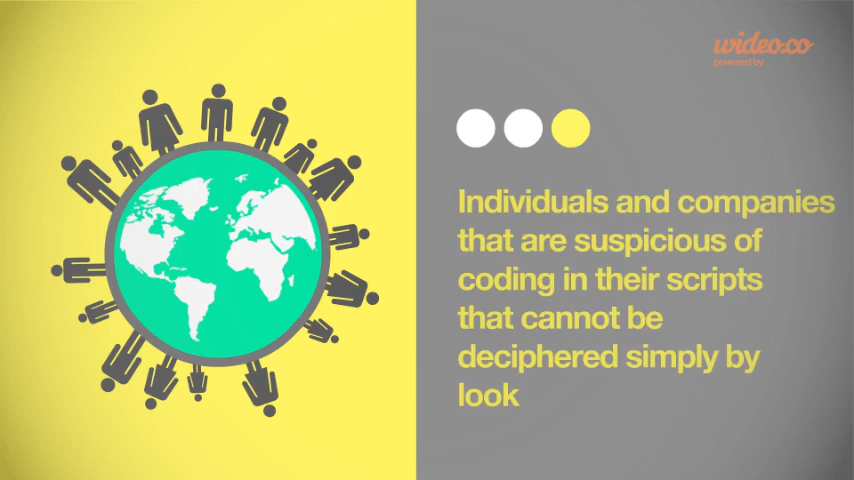 wideo.co
powered by
Individuals and companies
that are suspicious of
coding in their scripts
that cannot be
deciphered simply by
look